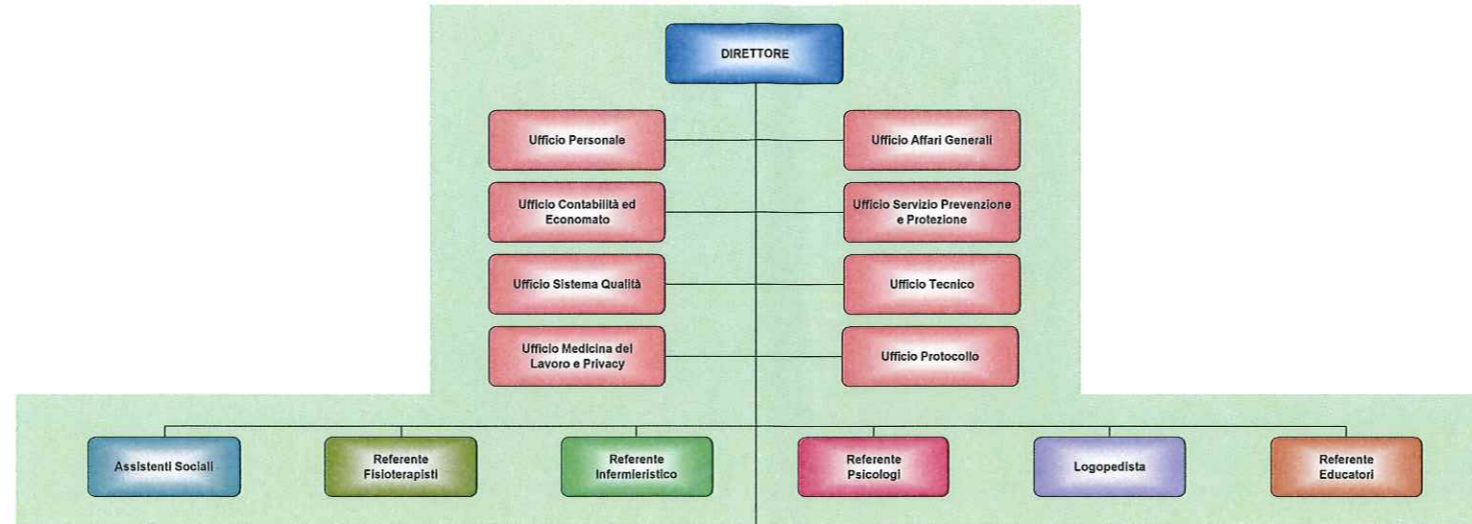 DIRETTORE
Ufficio Personale
Ufficio Affari Generali
Ufficio Contabilità ed
Economato
Ufficio Servizio Prevenzione
e Protezione
Ufficio Sistema Qualità
Ufficio Tecnico
Ufficio Medicina del
Lavoro e Privacy
Ufficio Protocollo
Assistenti Sociali
Referente
Fisioterapisti
Referente
Infermieristico
Referente
Psicologi
Logopedista
Referente
Educatori